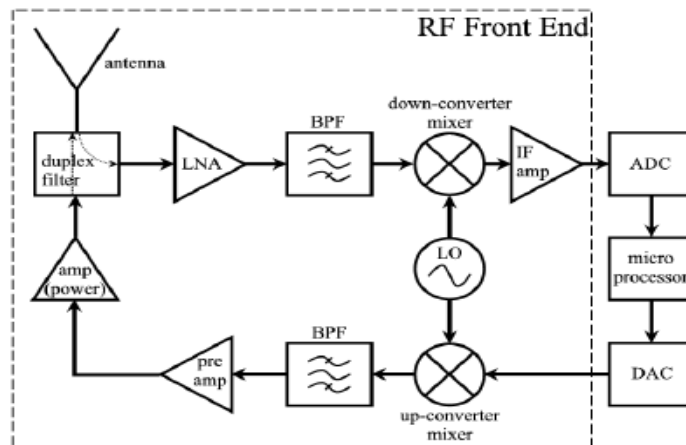 RF Front End
antenna
down-converter
mixer
BPF
duplex
filter
LNA
IF
amp
ADC
LO
micro
processor
amp
(power)
BPF
pre
amp
DAC
up-converter
mixer